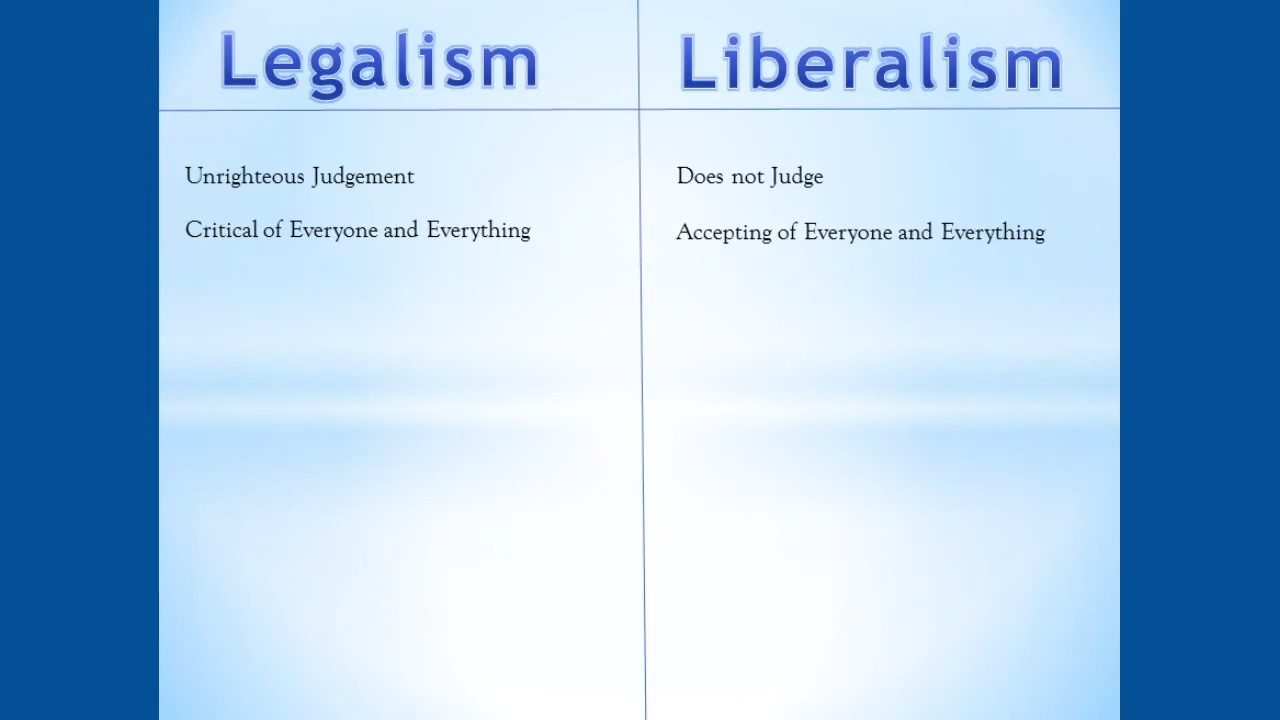 Legalism
Liberalism
Unrighteous Judgement
Does not Judge
Critical of Everyone and Everything
Accepting of Everyone and Everything